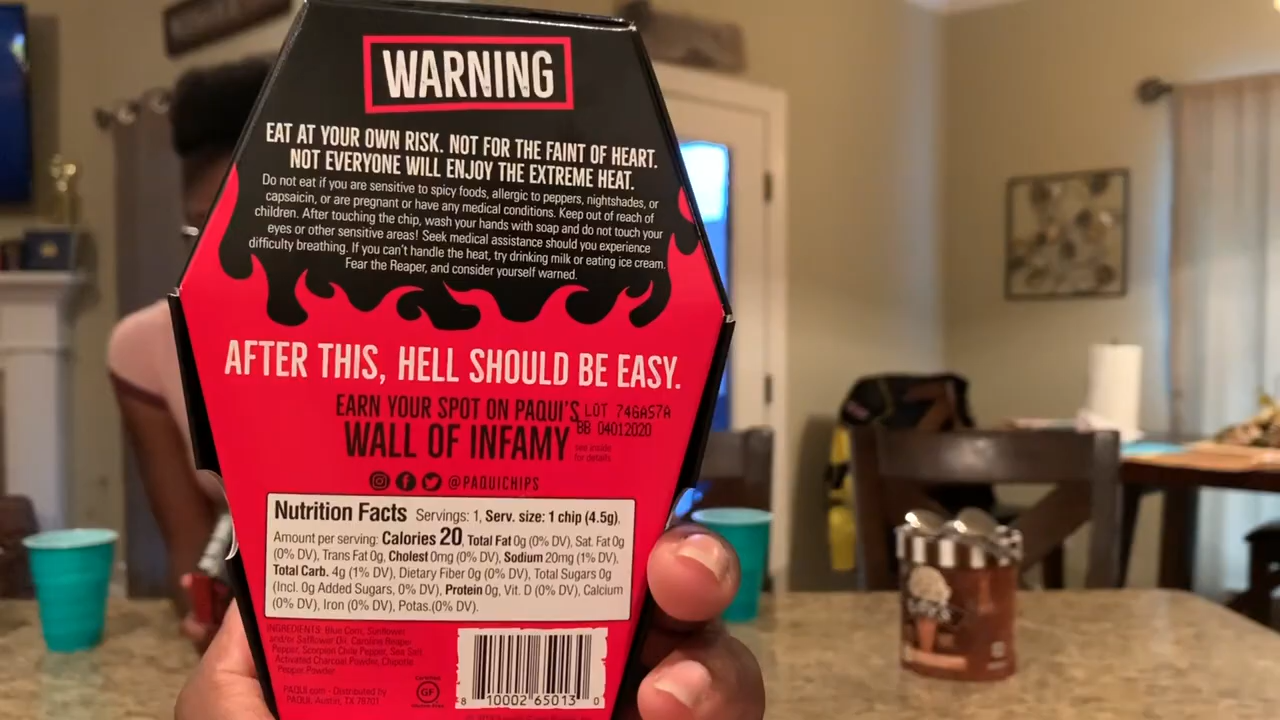 WARNING
EAT AT YOUR OWN RISK. NOT FOR THE FAINT OF HEART.
NOT EVERYONE WILL ENJOY THE EXTREME HEAT.
Do not eat if you are sensitive to spicy foods, allergic to peppers, nightshades, or
capsaicin, or are pregnant or have any medical conditions. Keep out of reach of
children. After touching the chip, wash your hands with soap and do not touch your
eyes or other sensitive areas! Seek medical assistance should you experience
difficulty breathing. If you can't handle the heat, try drinking milk or eating ice cream.
Fear the Reaper, and consider yourself warned.
AFTER THIS, HELL SHOULD BE EASY.
EARN YOUR SPOT ON PAQUI'S
WALL OF INFAMY
see inside
for details
LOT 746AS7A
BB 04012020
@PAQUICHIPS
Nutrition Facts Servings: 1, Serv. size: 1 chip (4.5g),
Amount per serving: Calories 20, Total Fat 0g (0% DV), Sat. Fat 0g
(0% DV), Trans Fat 0g, Cholest 0mg (0% DV), Sodium 20mg (1% DV),
Total Carb. 4g (1% DV), Dietary Fiber 0g (0% DV), Total Sugars 0g
(Incl. 0g Added Sugars, 0% DV), Protein 0g, Vit. D (0% DV), Calcium
(0% DV), Iron (0% DV), Potas.(0% DV).
INGREDIENTS: Blue Corn, Sunflower
and/or Safflower Oil, Carolina Reaper
Pepper, Scorpion Chile Pepper, Sea Salt,
Activated Charcoal Powder, Chipotle
Pepper Powder
PAQUI.com - Distributed by
PAQUI, Austin, TX 78701
Certified
GF
Gluten-Free
8 10002 65013 0